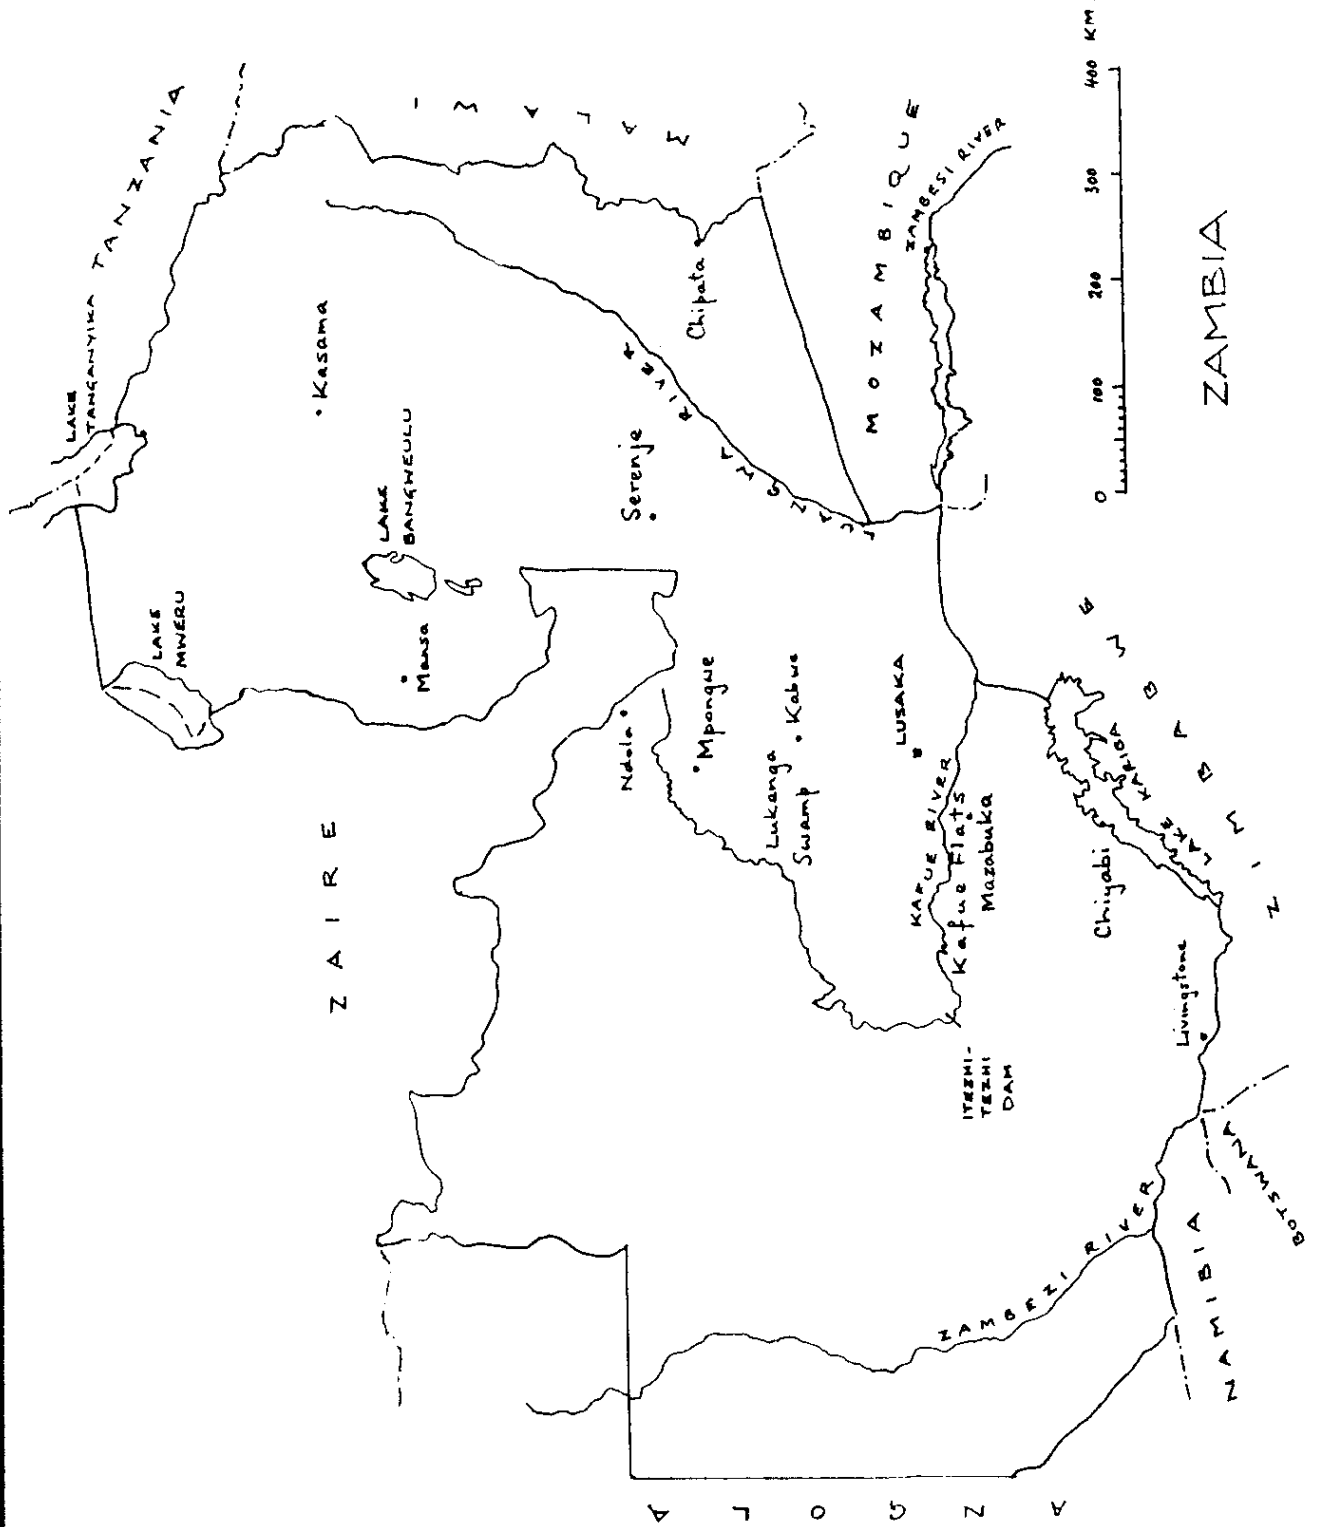 LAKE
TANGANYIKA
TANZANIA
LAKE
MWERU
ZAIRE
Kasama
LAKE
BANGWEULU
Mansa
MALAWI
Serenje
Chipata
Ndola
Mpongwe
LUANGWA RIVER
Lukanga
Swamp
Kabwe
MOZAMBIQUE
ZAMBESI RIVER
LUSAKA
KAFUE RIVER
Kafue Flats
Mazabuka
ITEZHI-
TEZHI
DAM
ANGOLA
ZAMBEZI RIVER
Chiyabi
LAKE KARIBA
ZIMBABWE
Livingstone
NAMIBIA
BOTSWANA
0 100 200 300 400 KM.
ZAMBIA